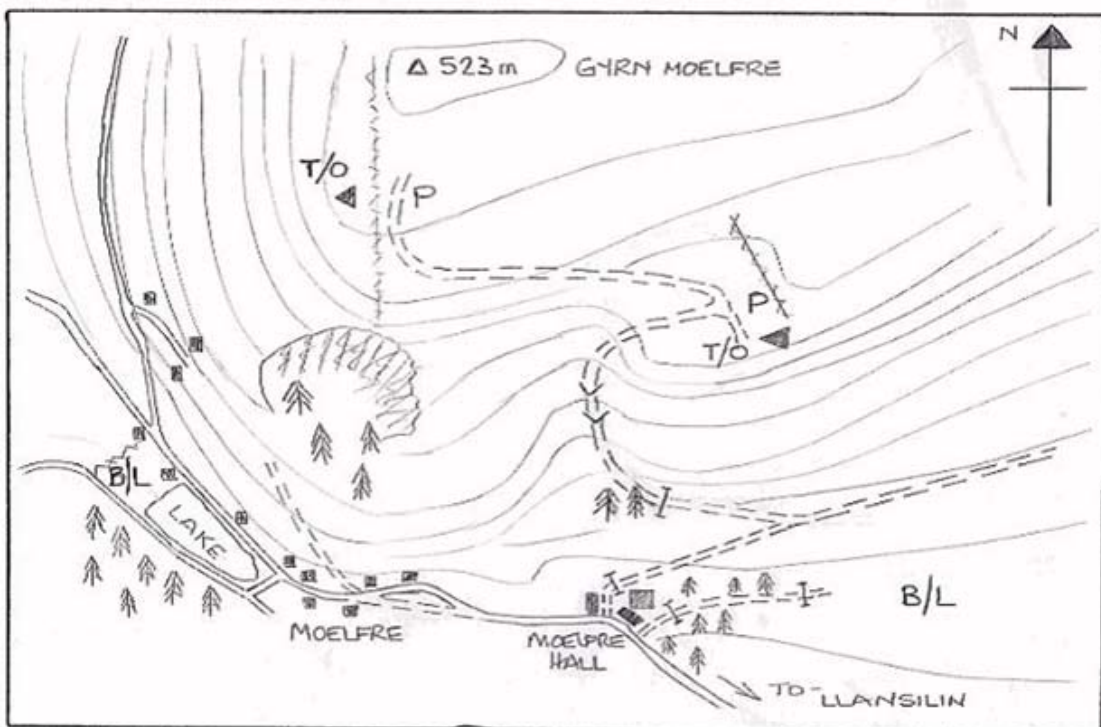 N
△ 523m GYRN MOELFRE
T/O
P
P
T/O
B/L
LAKE
B/L
MOELFRE
MOELFRE
HALL
TO-LLANSILIN